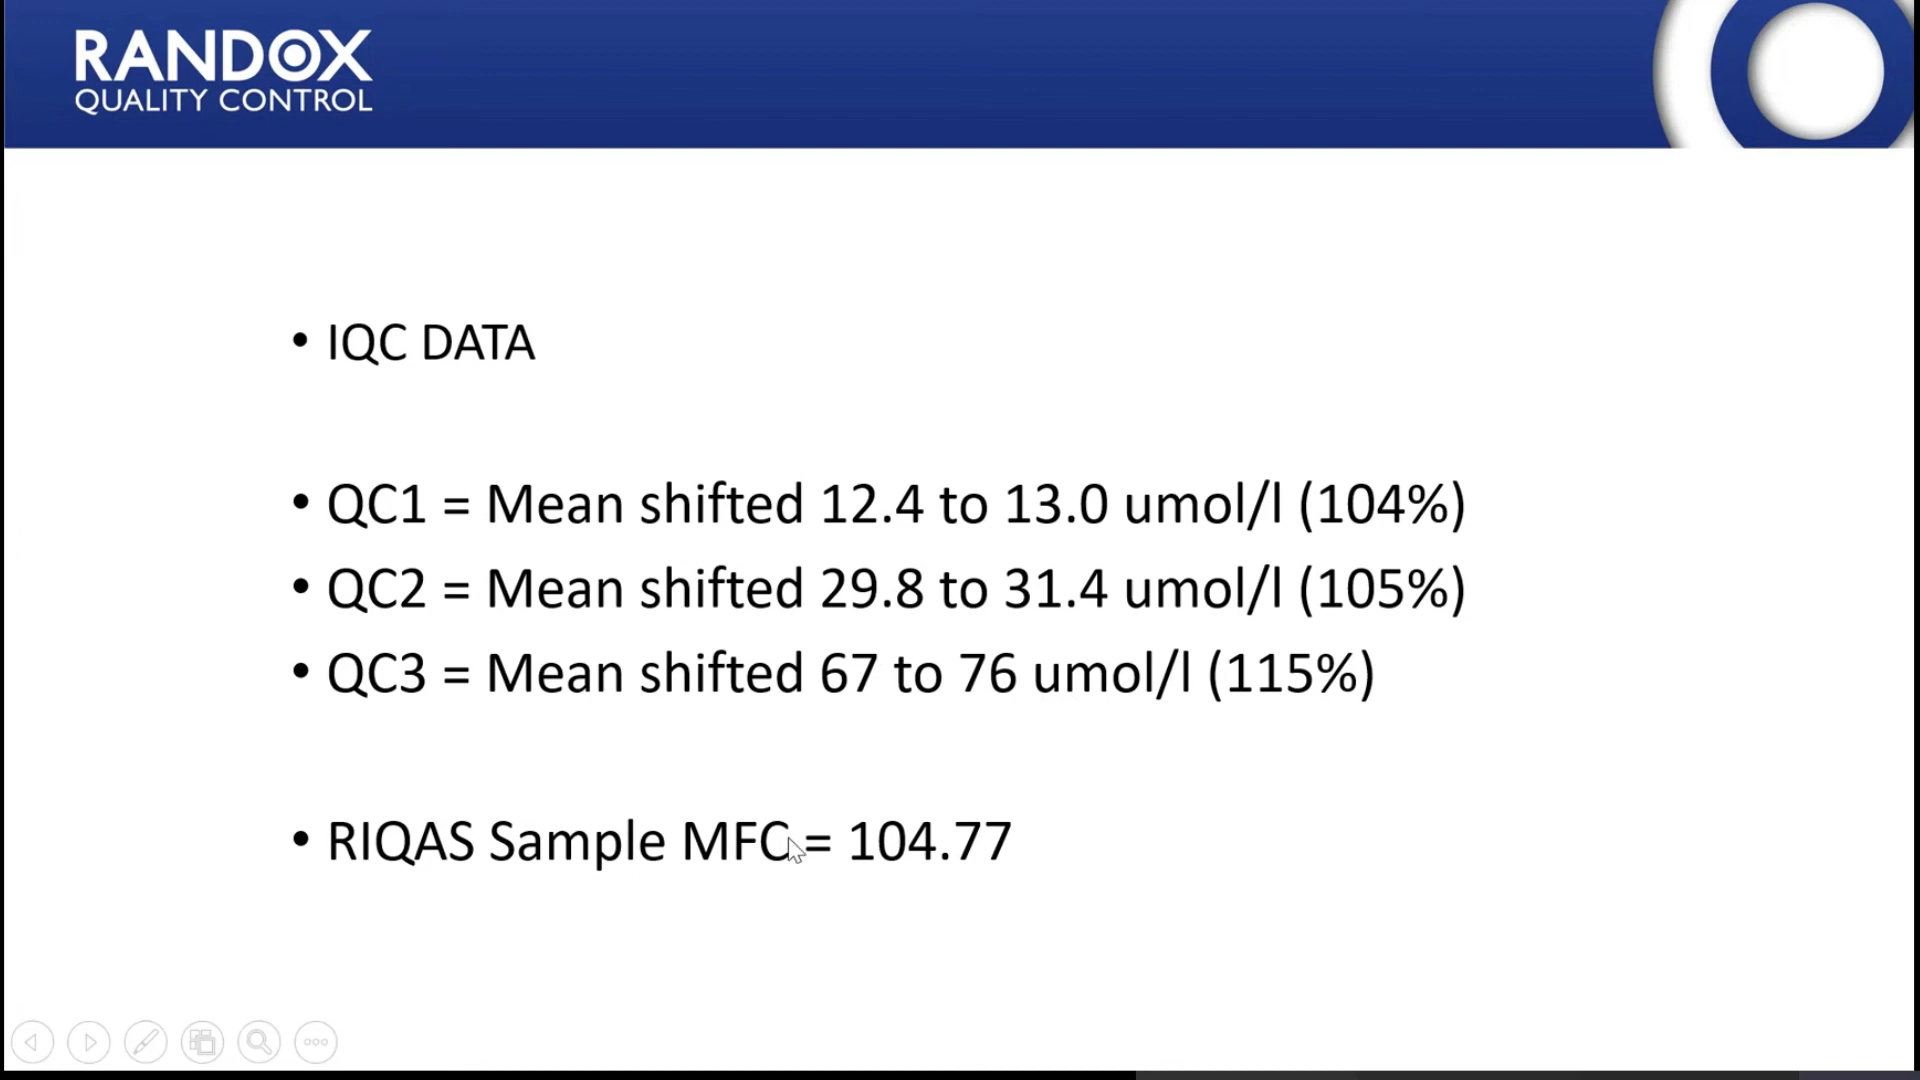 RANDOX
QUALITY CONTROL
• IQC DATA
• QC1 = Mean shifted 12.4 to 13.0 umol/l (104%)
• QC2 = Mean shifted 29.8 to 31.4 umol/l (105%)
• QC3 = Mean shifted 67 to 76 umol/l (115%)
• RIQAS Sample MFC = 104.77